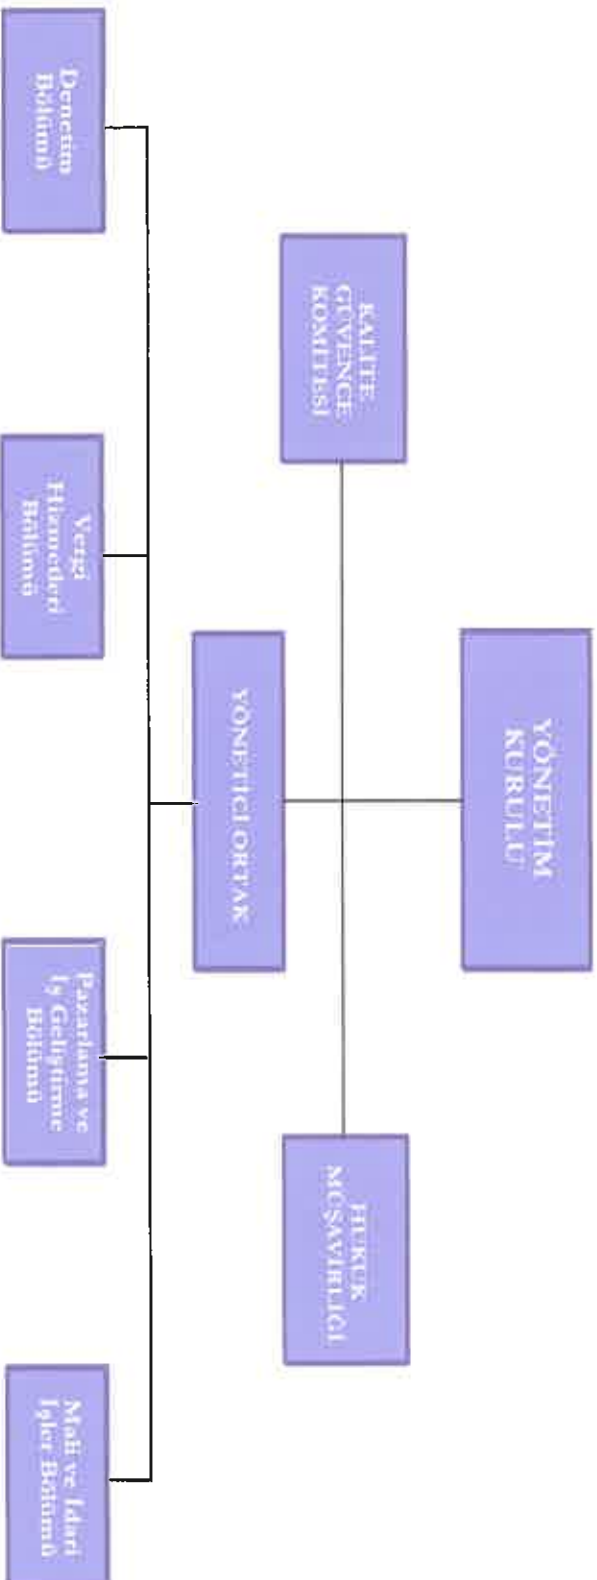 YÖNETİM
KURULU
KALİTE
GÜVENCE
KOMİTESİ
HUKUK
MÜŞAVİRLİĞİ
YÖNETİCİ ORTAK
Denetim
Bölümü
Vergi
Hizmetleri
Bölümü
Pazarlama ve
İş Geliştirme
Bölümü
Mali ve İdari
İşler Bölümü